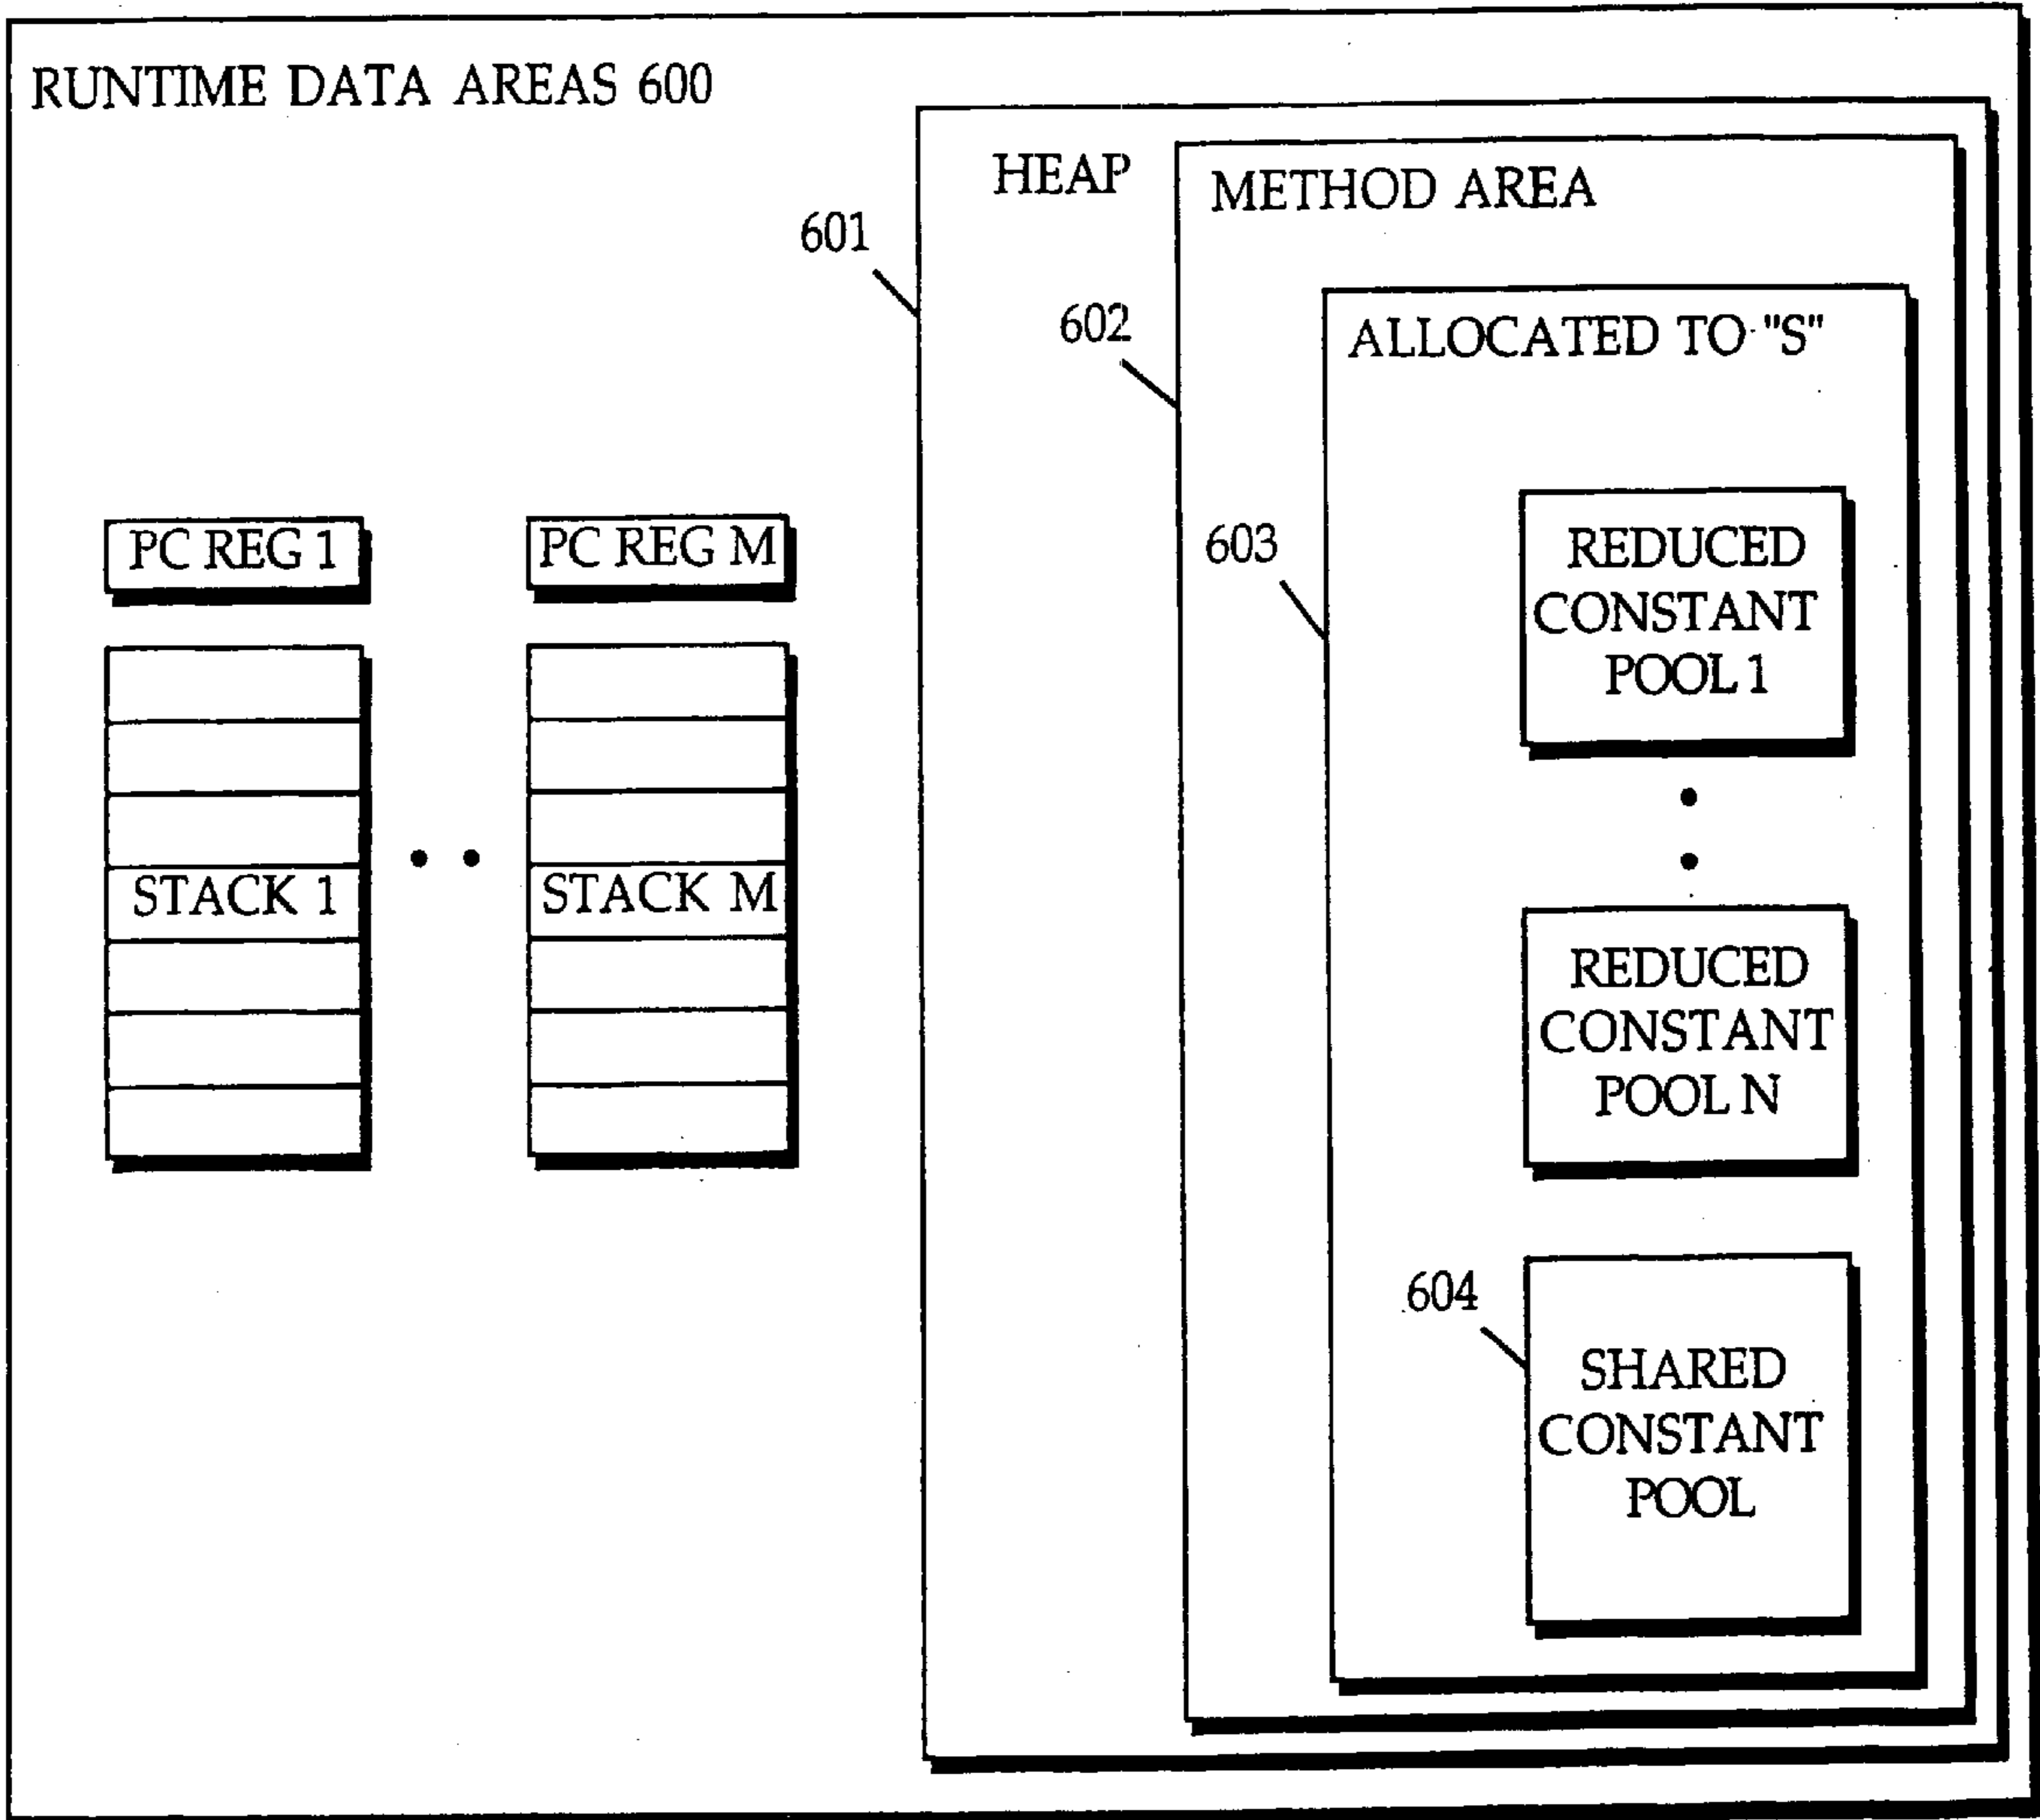 RUNTIME DATA AREAS 600
HEAP
METHOD AREA
601
602
ALLOCATED TO "S"
603
PC REG 1
PC REG M
REDUCED
CONSTANT
POOL 1
STACK 1
STACK M
REDUCED
CONSTANT
POOL N
604
SHARED
CONSTANT
POOL